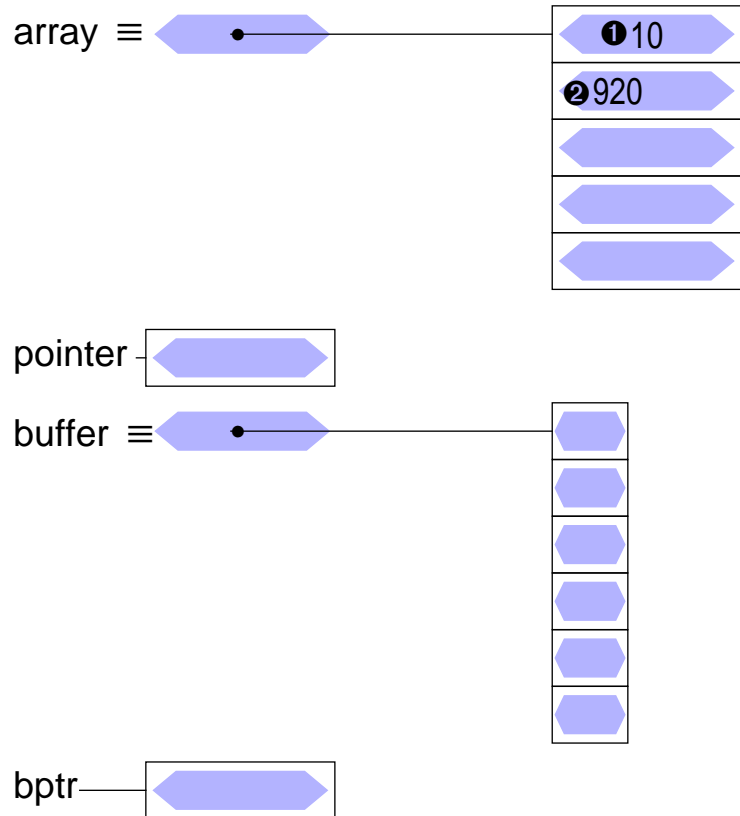 array ≡ ❶10
❷920
pointer
buffer ≡
bptr